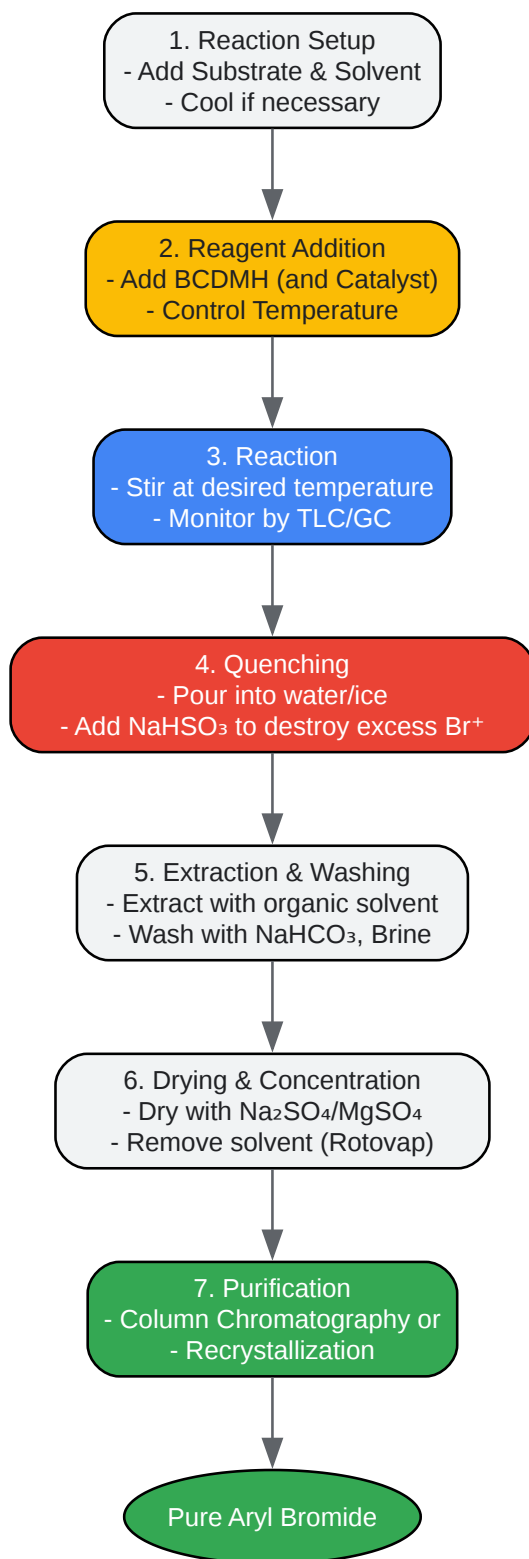 1. Reaction Setup
- Add Substrate & Solvent
- Cool if necessary
2. Reagent Addition
- Add BCDMH (and Catalyst)
- Control Temperature
3. Reaction
- Stir at desired temperature
- Monitor by TLC/GC
4. Quenching
- Pour into water/ice
- Add NaHSO₃ to destroy excess Br⁺
5. Extraction & Washing
- Extract with organic solvent
- Wash with NaHCO₃, Brine
6. Drying & Concentration
- Dry with Na₂SO₄/MgSO₄
- Remove solvent (Rotovap)
7. Purification
- Column Chromatography or
- Recrystallization
Pure Aryl Bromide